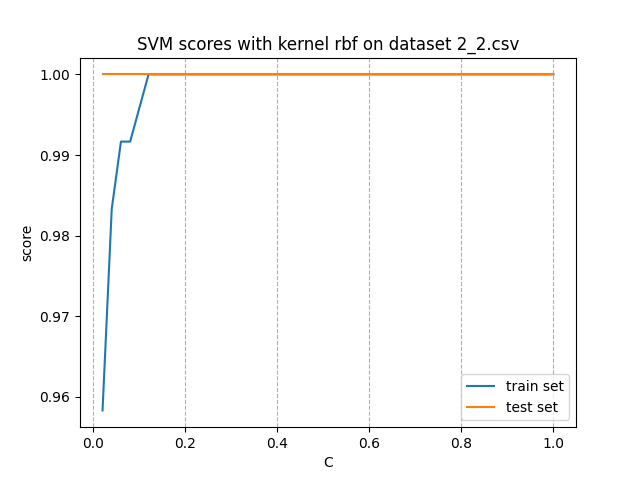 SVM scores with kernel rbf on dataset 2_2.csv
1.00
0.99
0.98
0.97
0.96
score
0.0 0.2 0.4 0.6 0.8 1.0
C
train set
test set